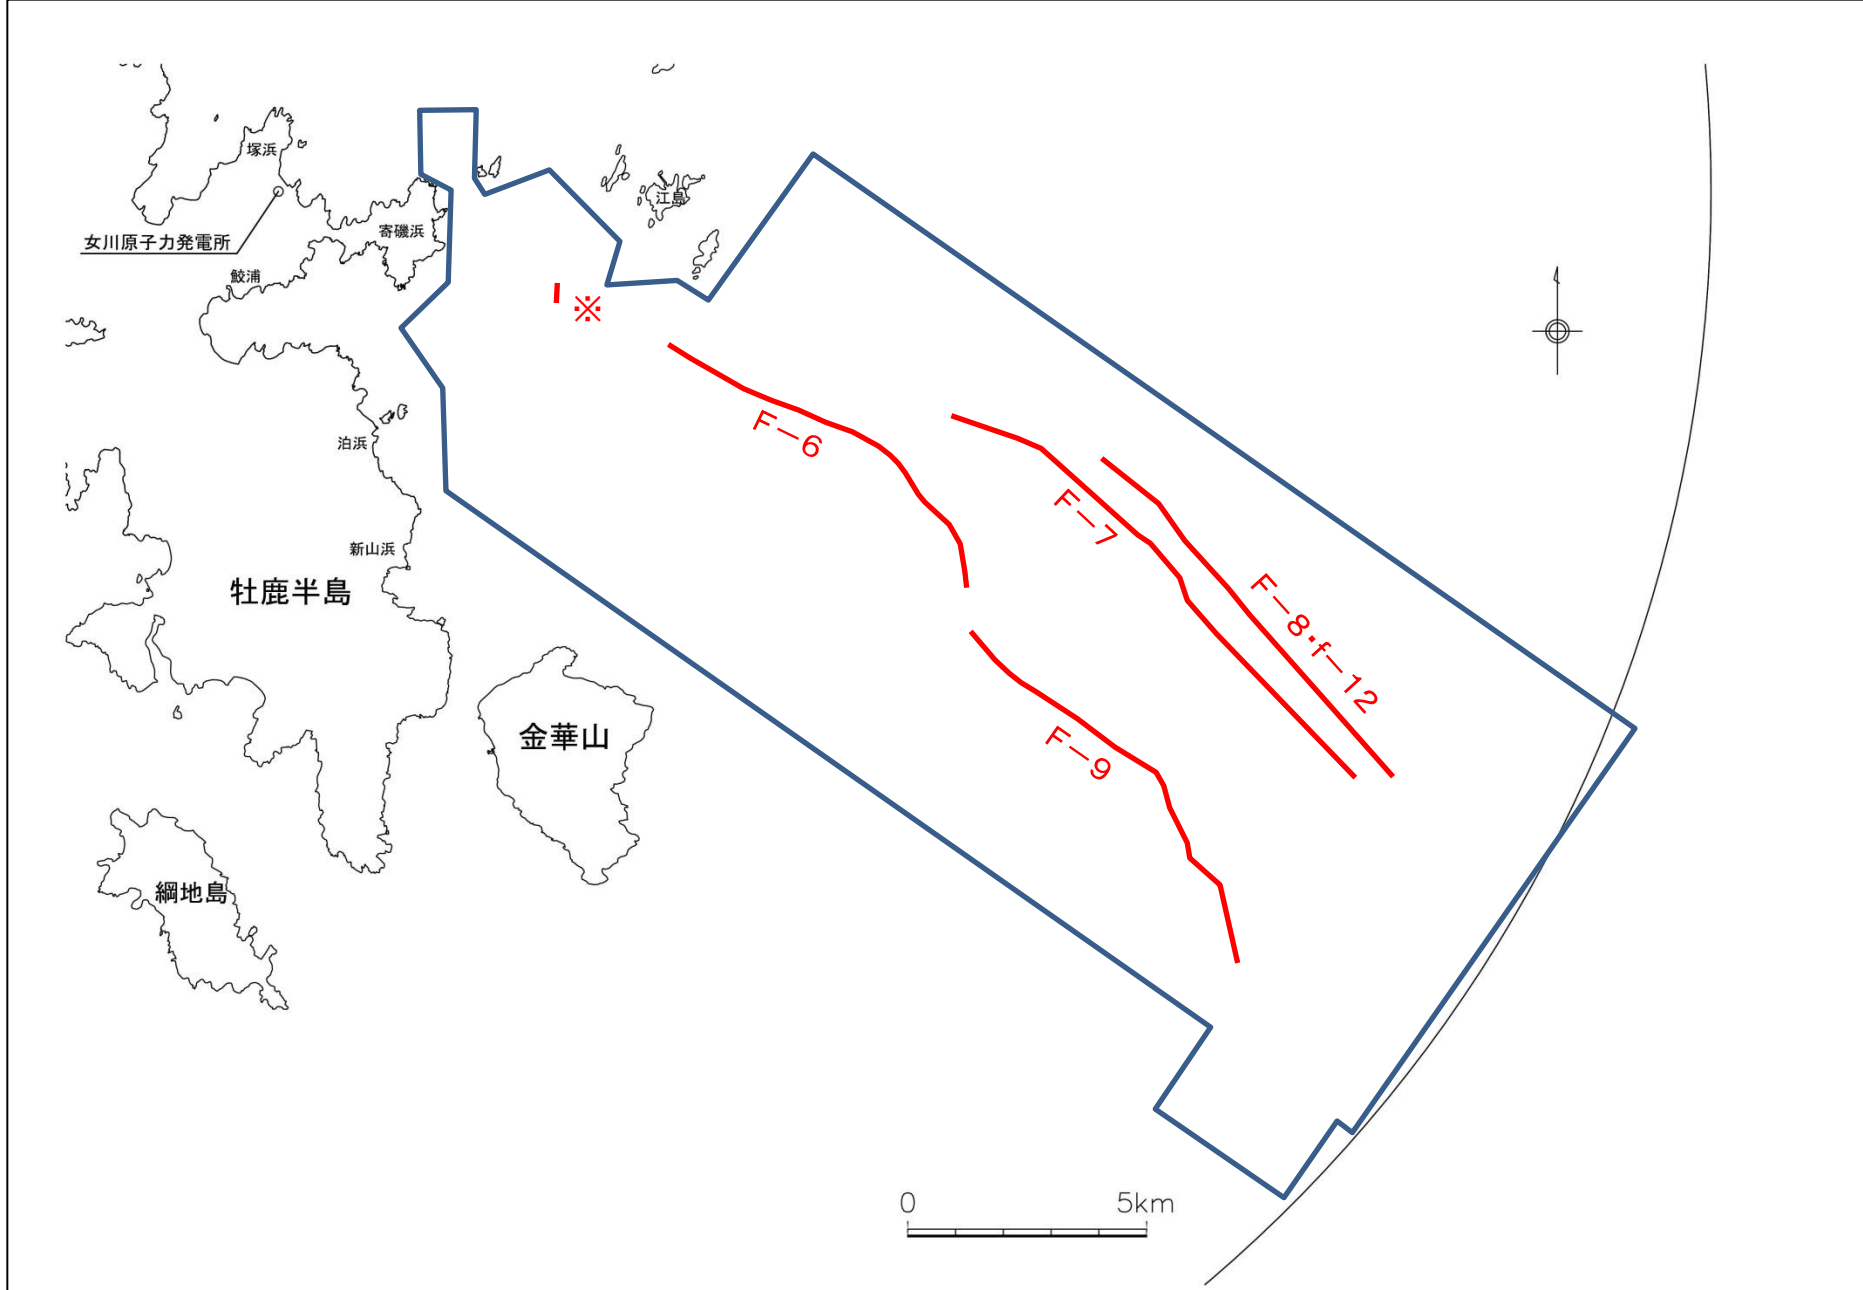 塚浜
江島
寄磯浜
女川原子力発電所
鮫浦
※
F－6
泊浜
F－7
新山浜
牡鹿半島
F－8・f－12
金華山
F－9
網地島
0 5km